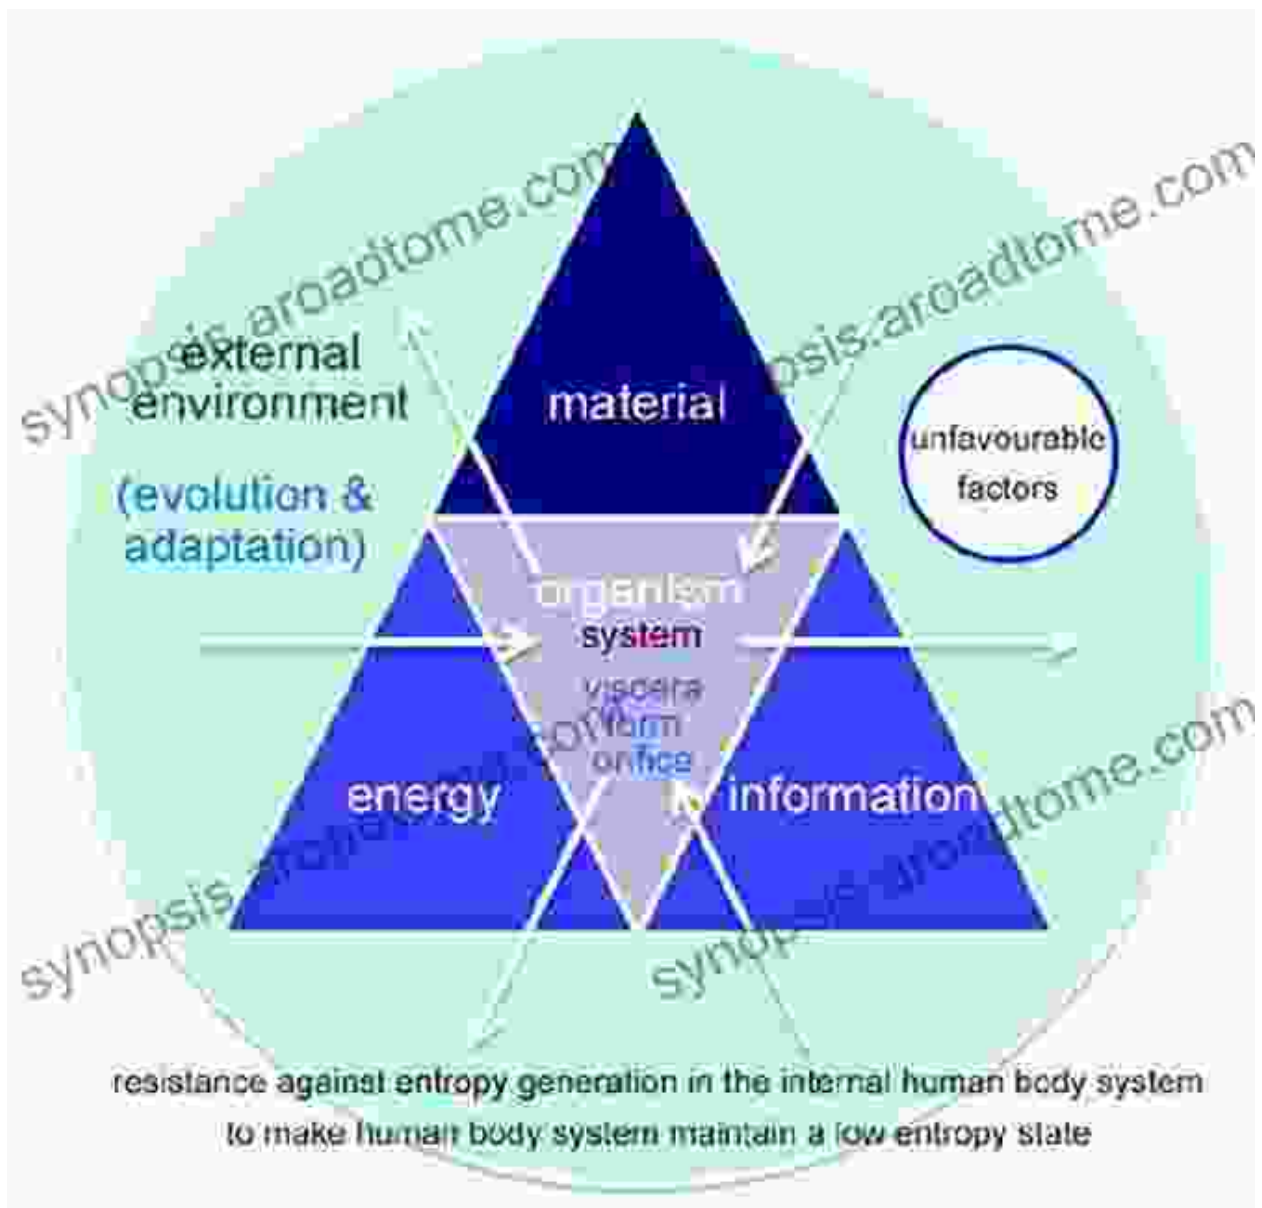 synopsis.aroadtome.com
synopsis.aroadtome.com
external
environment
material
unfavourable
factors
(evolution &
adaptation)
organism
system
viscera
form
orifice
energy
information
synopsis.aroadtome.com
synopsis.aroadtome.com
resistance against entropy generation in the internal human body system
to make human body system maintain a low entropy state